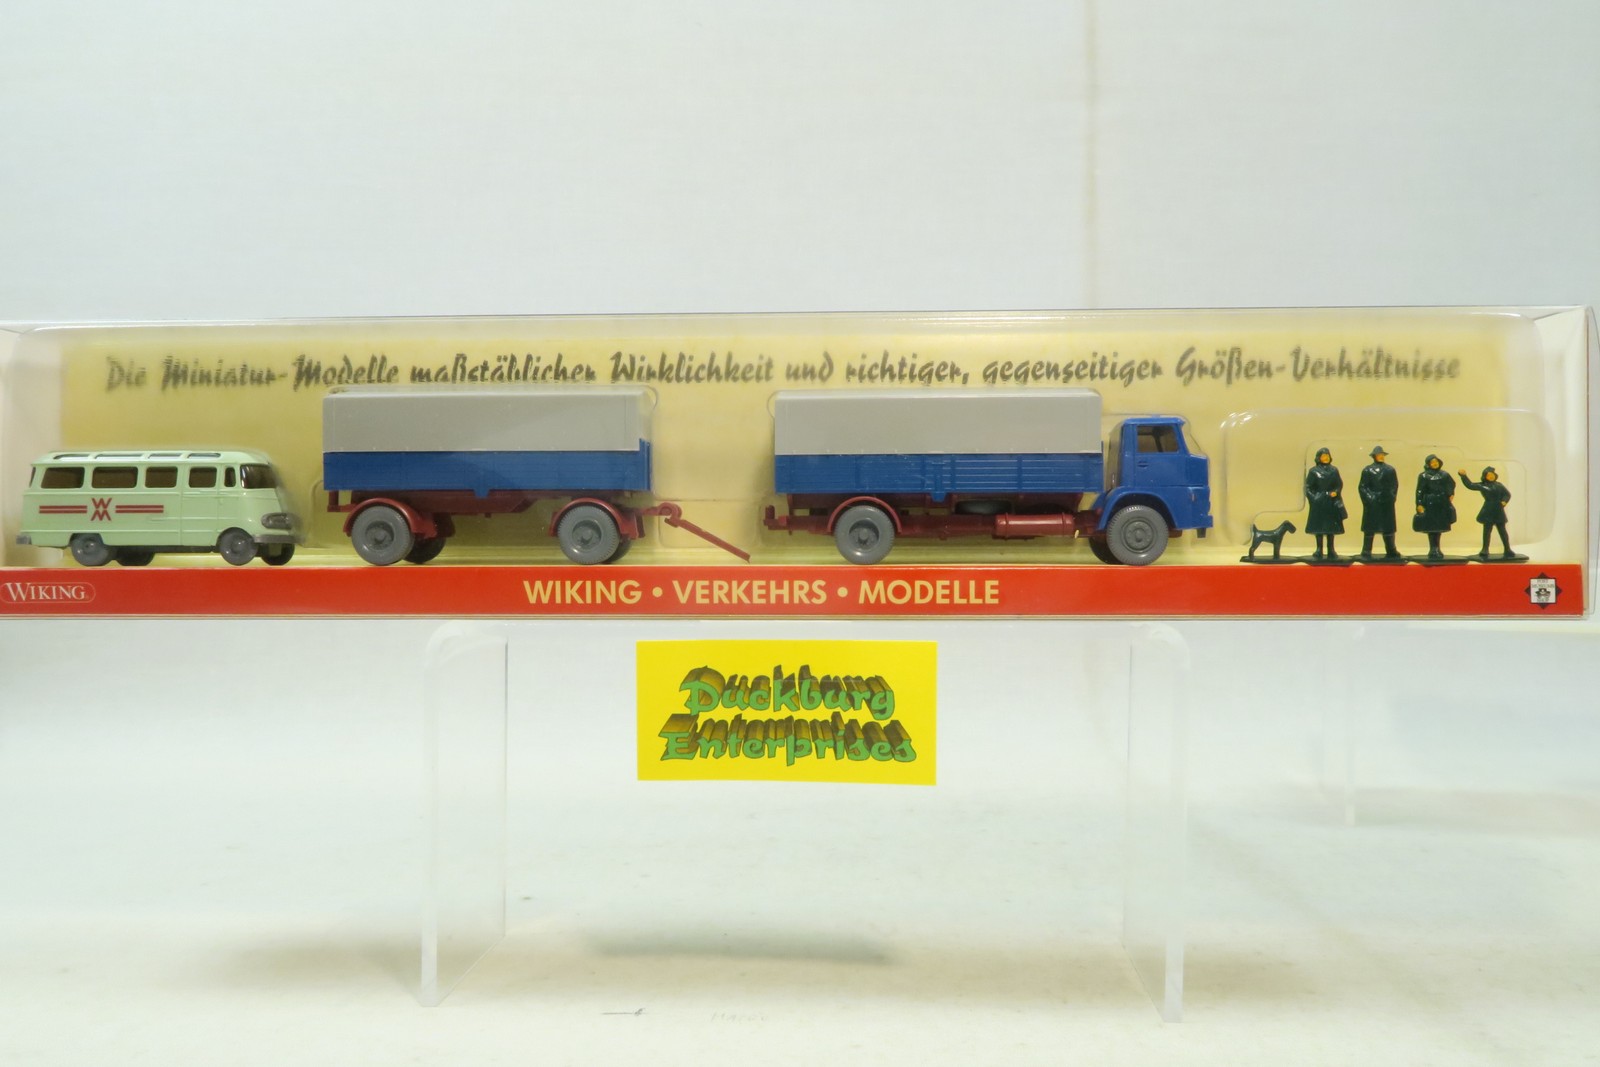 Die Miniatur-Modelle maßstäblicher Wirklichkeit und richtiger, gegenseitiger Größen-Verhältnisse
WIKING
WIKING • VERKEHRS • MODELLE
Duckburg
Enterprises